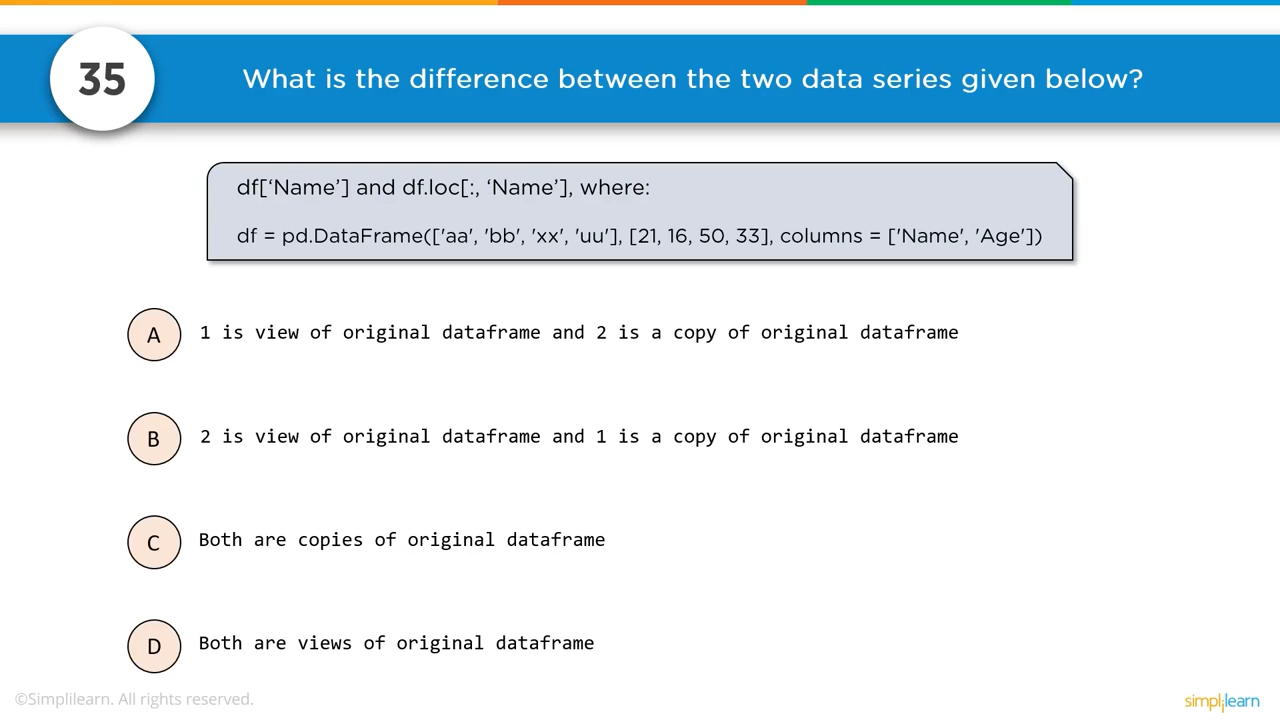 35
What is the difference between the two data series given below?
df[‘Name’] and df.loc[:, ‘Name’], where:
df = pd.DataFrame(['aa', 'bb', 'xx', 'uu'], [21, 16, 50, 33], columns = ['Name', 'Age'])
A
1 is view of original dataframe and 2 is a copy of original dataframe
B
2 is view of original dataframe and 1 is a copy of original dataframe
C
Both are copies of original dataframe
D
Both are views of original dataframe
©Simplilearn. All rights reserved.
simplilearn